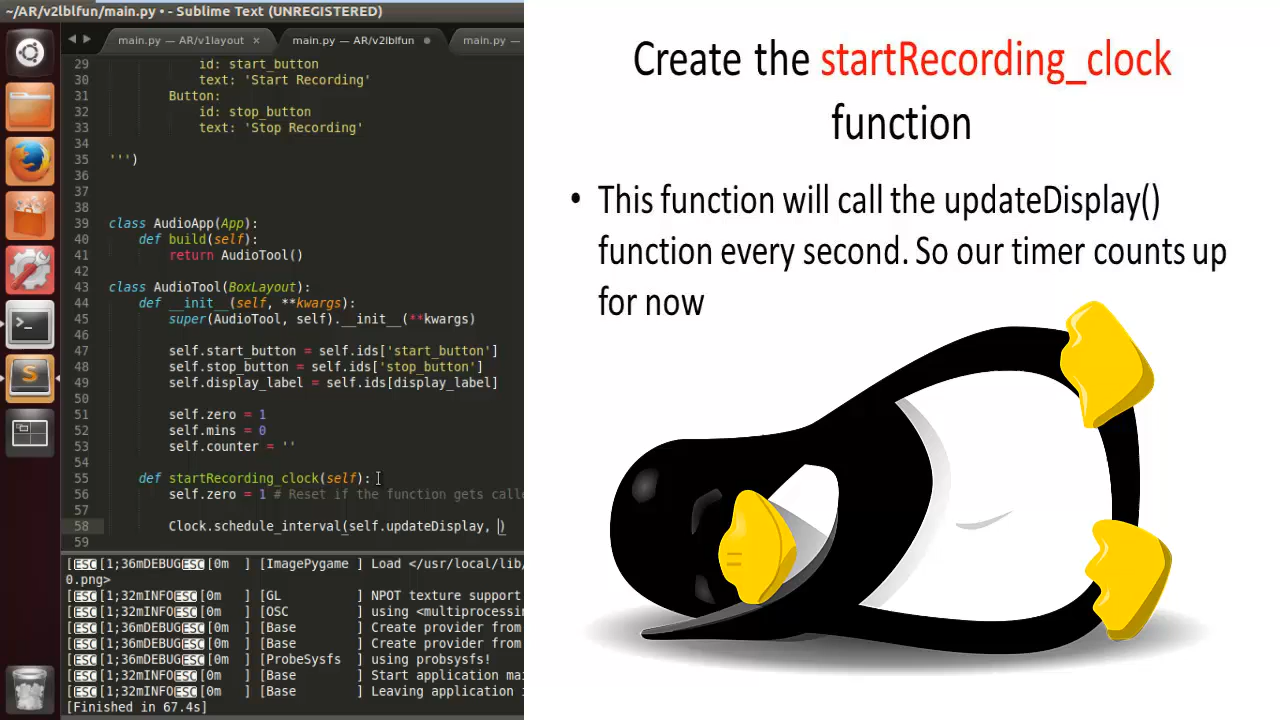 ~/AR/v2lblfun/main.py • - Sublime Text (UNREGISTERED)
main.py — AR/v1layout × main.py — AR/v2lblfun main.py —
29 id: start_button
30 text: 'Start Recording'
31 Button:
32 id: stop_button
33 text: 'Stop Recording'
34
35 ''')
36
37
38
39 class AudioApp(App):
40 def build(self):
41 return AudioTool()
42
43 class AudioTool(BoxLayout):
44 def __init__(self, **kwargs):
45 super(AudioTool, self).__init__(**kwargs)
46
47 self.start_button = self.ids['start_button']
48 self.stop_button = self.ids['stop_button']
49 self.display_label = self.ids[display_label]
50
51 self.zero = 1
52 self.mins = 0
53 self.counter = ''
54
55 def startRecording_clock(self):
56 self.zero = 1 # Reset if the function gets calle
57
58 Clock.schedule_interval(self.updateDisplay, )
59
[ESC[1;36mDEBUGESC[0m ] [ImagePygame ] Load </usr/local/lib/
0.png>
[ESC[1;32mINFOESC[0m ] [GL ] NPOT texture support
[ESC[1;32mINFOESC[0m ] [OSC ] using <multiprocessin
[ESC[1;36mDEBUGESC[0m ] [Base ] Create provider from
[ESC[1;36mDEBUGESC[0m ] [Base ] Create provider from
[ESC[1;36mDEBUGESC[0m ] [ProbeSysfs ] using probsysfs!
[ESC[1;32mINFOESC[0m ] [Base ] Start application mai
[ESC[1;32mINFOESC[0m ] [Base ] Leaving application i
[Finished in 67.4s]
Create the startRecording_clock
function
• This function will call the updateDisplay()
function every second. So our timer counts up
for now